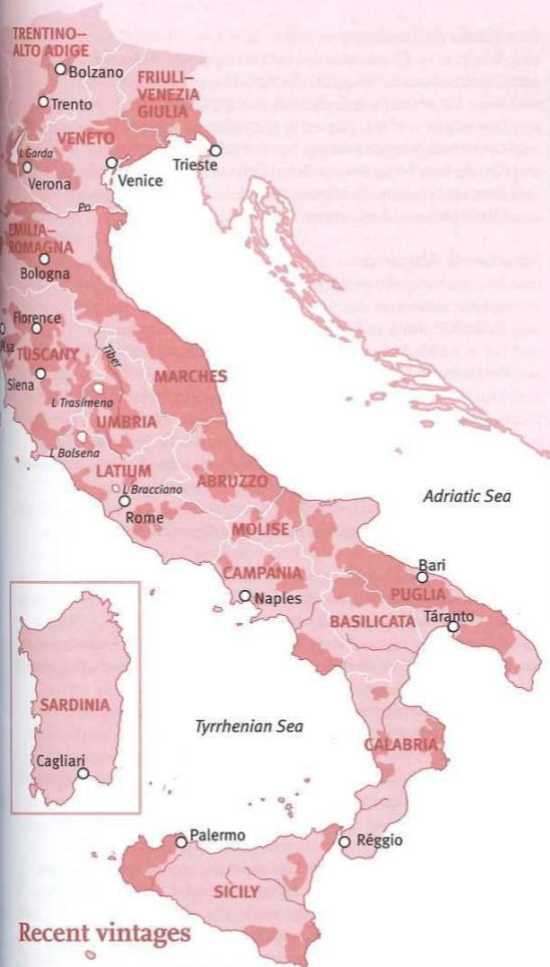 TRENTINO–
ALTO ADIGE
Bolzano
FRIULI–
VENEZIA
GIULIA
Trento
VENETO
L Garda
Trieste
Verona
Venice
Po
EMILIA–
ROMAGNA
Bologna
Florence
TUSCANY
Tiber
Siena
MARCHES
L Trasimeno
UMBRIA
L Bolsena
LATIUM
ABRUZZO
L Bracciano
Adriatic Sea
Rome
MOLISE
Bari
CAMPANIA
PUGLIA
Naples
BASILICATA
Táranto
SARDINIA
Tyrrhenian Sea
CALABRIA
Cagliari
Palermo
Réggio
SICILY
Recent vintages